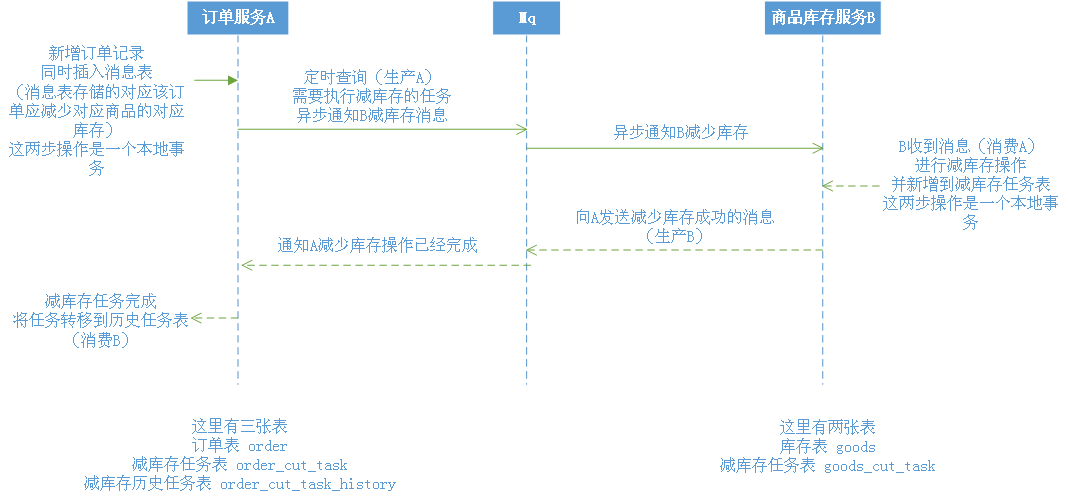 订单服务A
Mq
商品库存服务B
新增订单记录
同时插入消息表
（消息表存储的对应该订
单应减少对应商品的对应
库存）
这两步操作是一个本地事
务
定时查询（生产A）
需要执行减库存的任务
异步通知B减库存消息
异步通知B减少库存
B收到消息（消费A）
进行减库存操作
并新增到减库存任务表
这两步操作是一个本地事
务
向A发送减少库存成功的消息
（生产B）
通知A减少库存操作已经完成
减库存任务完成
将任务转移到历史任务表
（消费B）
这里有三张表
订单表 order
减库存任务表 order_cut_task
减库存历史任务表 order_cut_task_history
这里有两张表
库存表 goods
减库存任务表 goods_cut_task